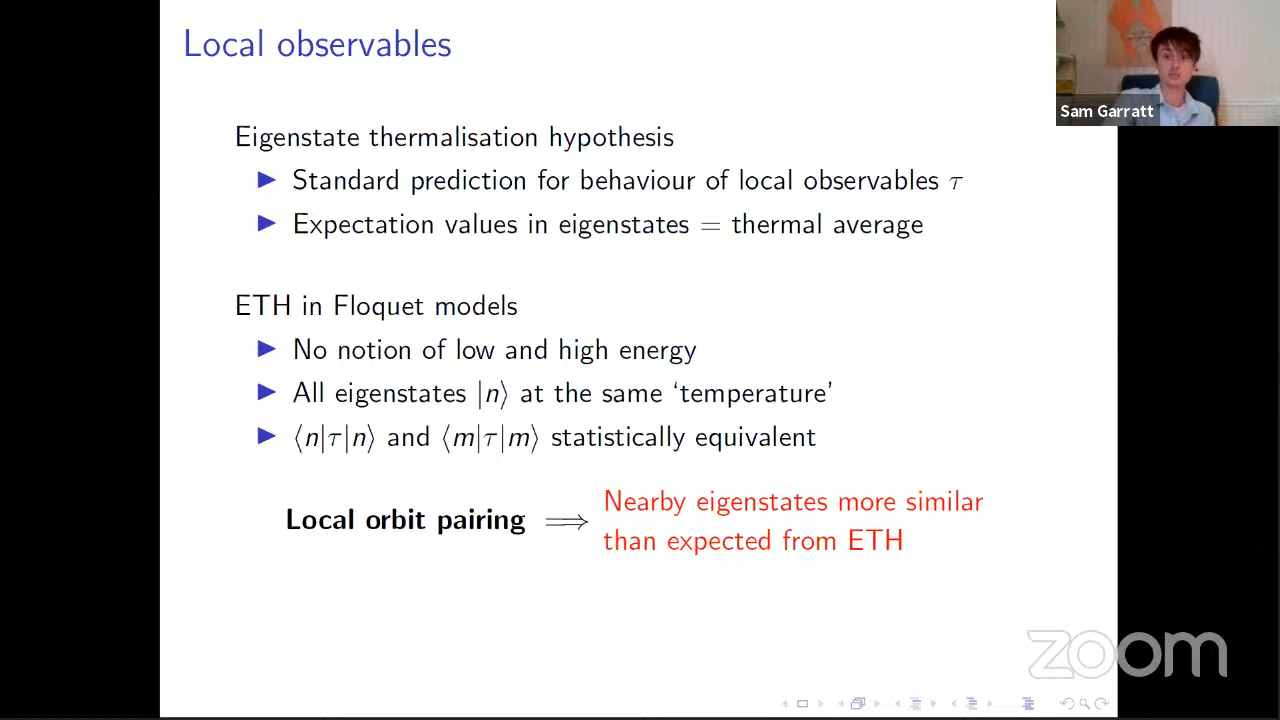 Local observables
Sam Garratt
Eigenstate thermalisation hypothesis
▶ Standard prediction for behaviour of local observables τ
▶ Expectation values in eigenstates = thermal average
ETH in Floquet models
▶ No notion of low and high energy
▶ All eigenstates |n⟩ at the same ‘temperature’
▶ ⟨n|τ|n⟩ and ⟨m|τ|m⟩ statistically equivalent
Local orbit pairing ⟹ Nearby eigenstates more similar
than expected from ETH
zoom